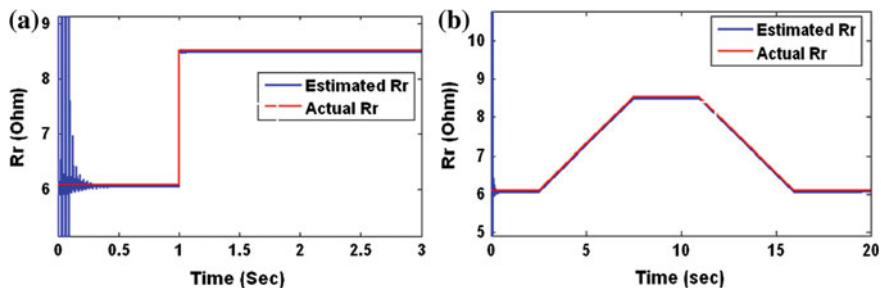 (a)
9
8
7
6
Rr (Ohm)
Estimated Rr
Actual Rr
0
0.5
1
1.5
2
2.5
3
Time (Sec)
(b)
10
9
8
7
6
5
Rr (Ohm))
Estimated Rr
Actual Rr
0
5
10
15
20
Time (sec)